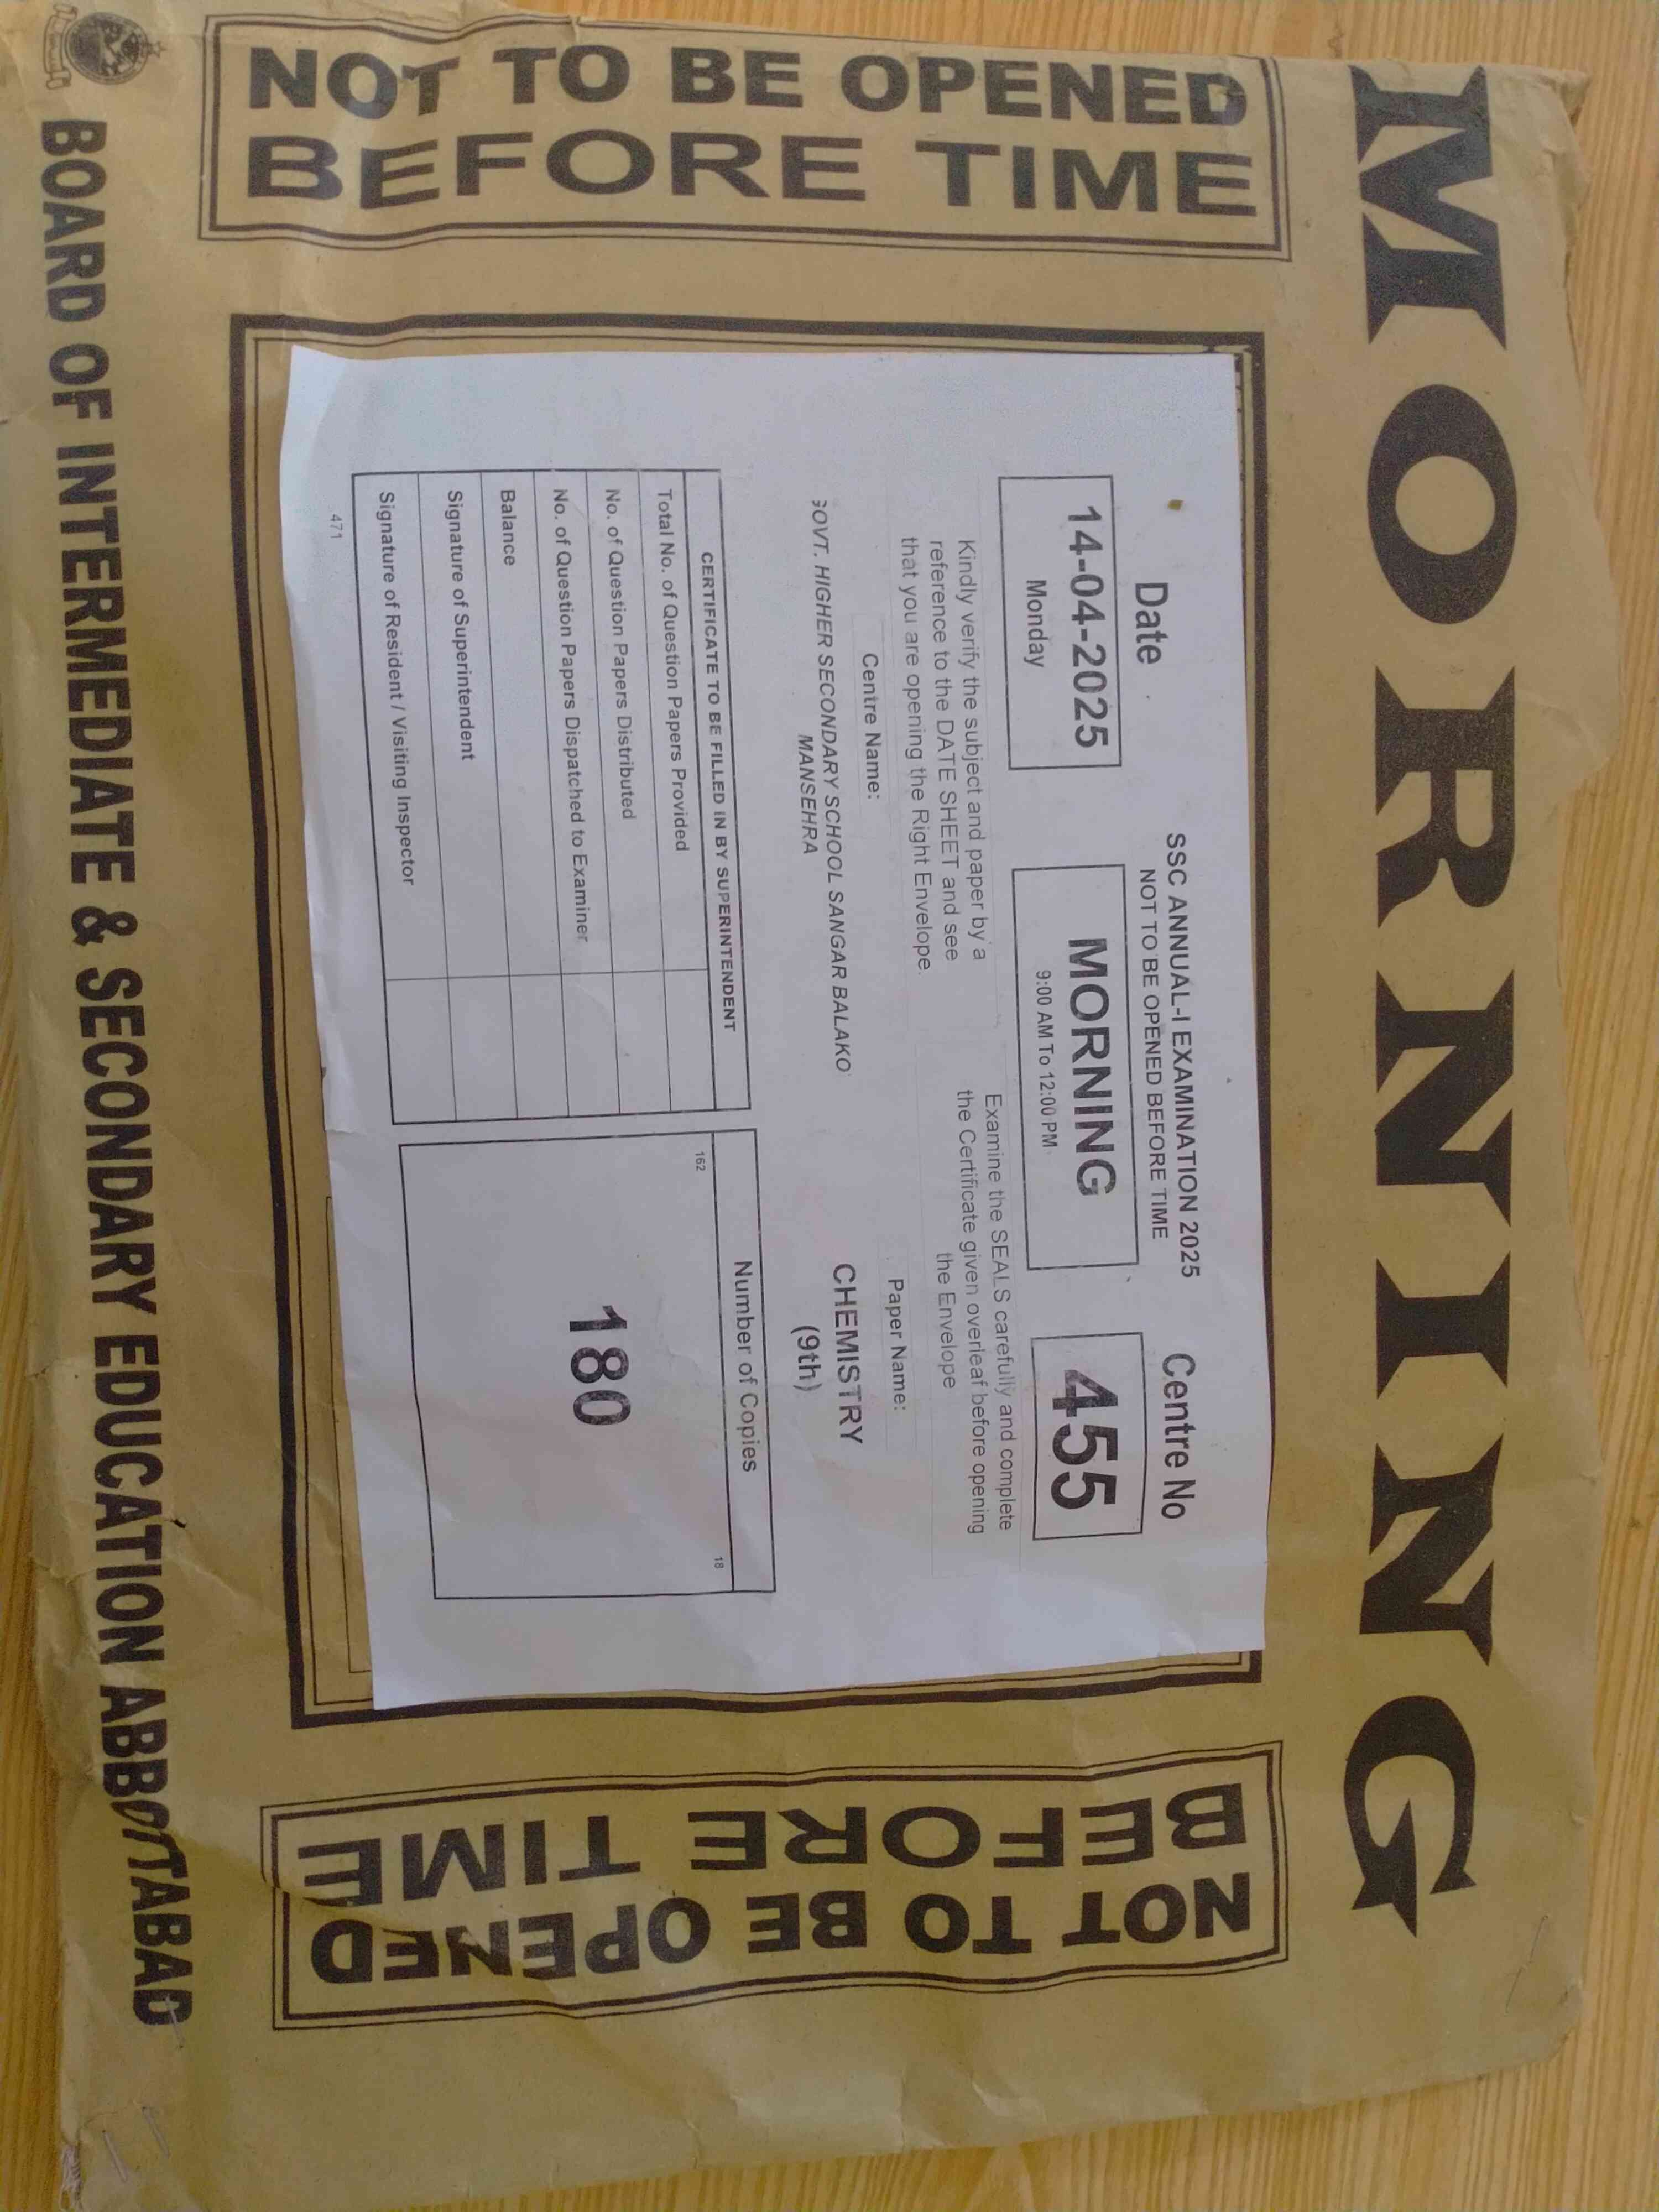 MORNING
NOT TO BE OPENED
BEFORE TIME
SSC ANNUAL-I EXAMINATION 2025
NOT TO BE OPENED BEFORE TIME
Date
Centre No
14-04-2025
Monday
MORNING
9:00 AM To 12:00 PM
455
Kindly verify the subject and paper by a
reference to the DATE SHEET and see
that you are opening the Right Envelope.
Examine the SEALS carefully and complete
the Certificate given overleaf before opening
the Envelope
Centre Name:
GOVT. HIGHER SECONDARY SCHOOL SANGAR BALAKO
MANSEHRA
Paper Name:
CHEMISTRY
(9th)
CERTIFICATE TO BE FILLED IN BY SUPERINTENDENT
Total No. of Question Papers Provided
No. of Question Papers Distributed
No. of Question Papers Dispatched to Examiner
Balance
Signature of Superintendent
Signature of Resident / Visiting Inspector
471
Number of Copies
162
18
180
NOT TO BE OPENED
BEFORE TIME
BOARD OF INTERMEDIATE & SECONDARY EDUCATION ABBOTTABAD